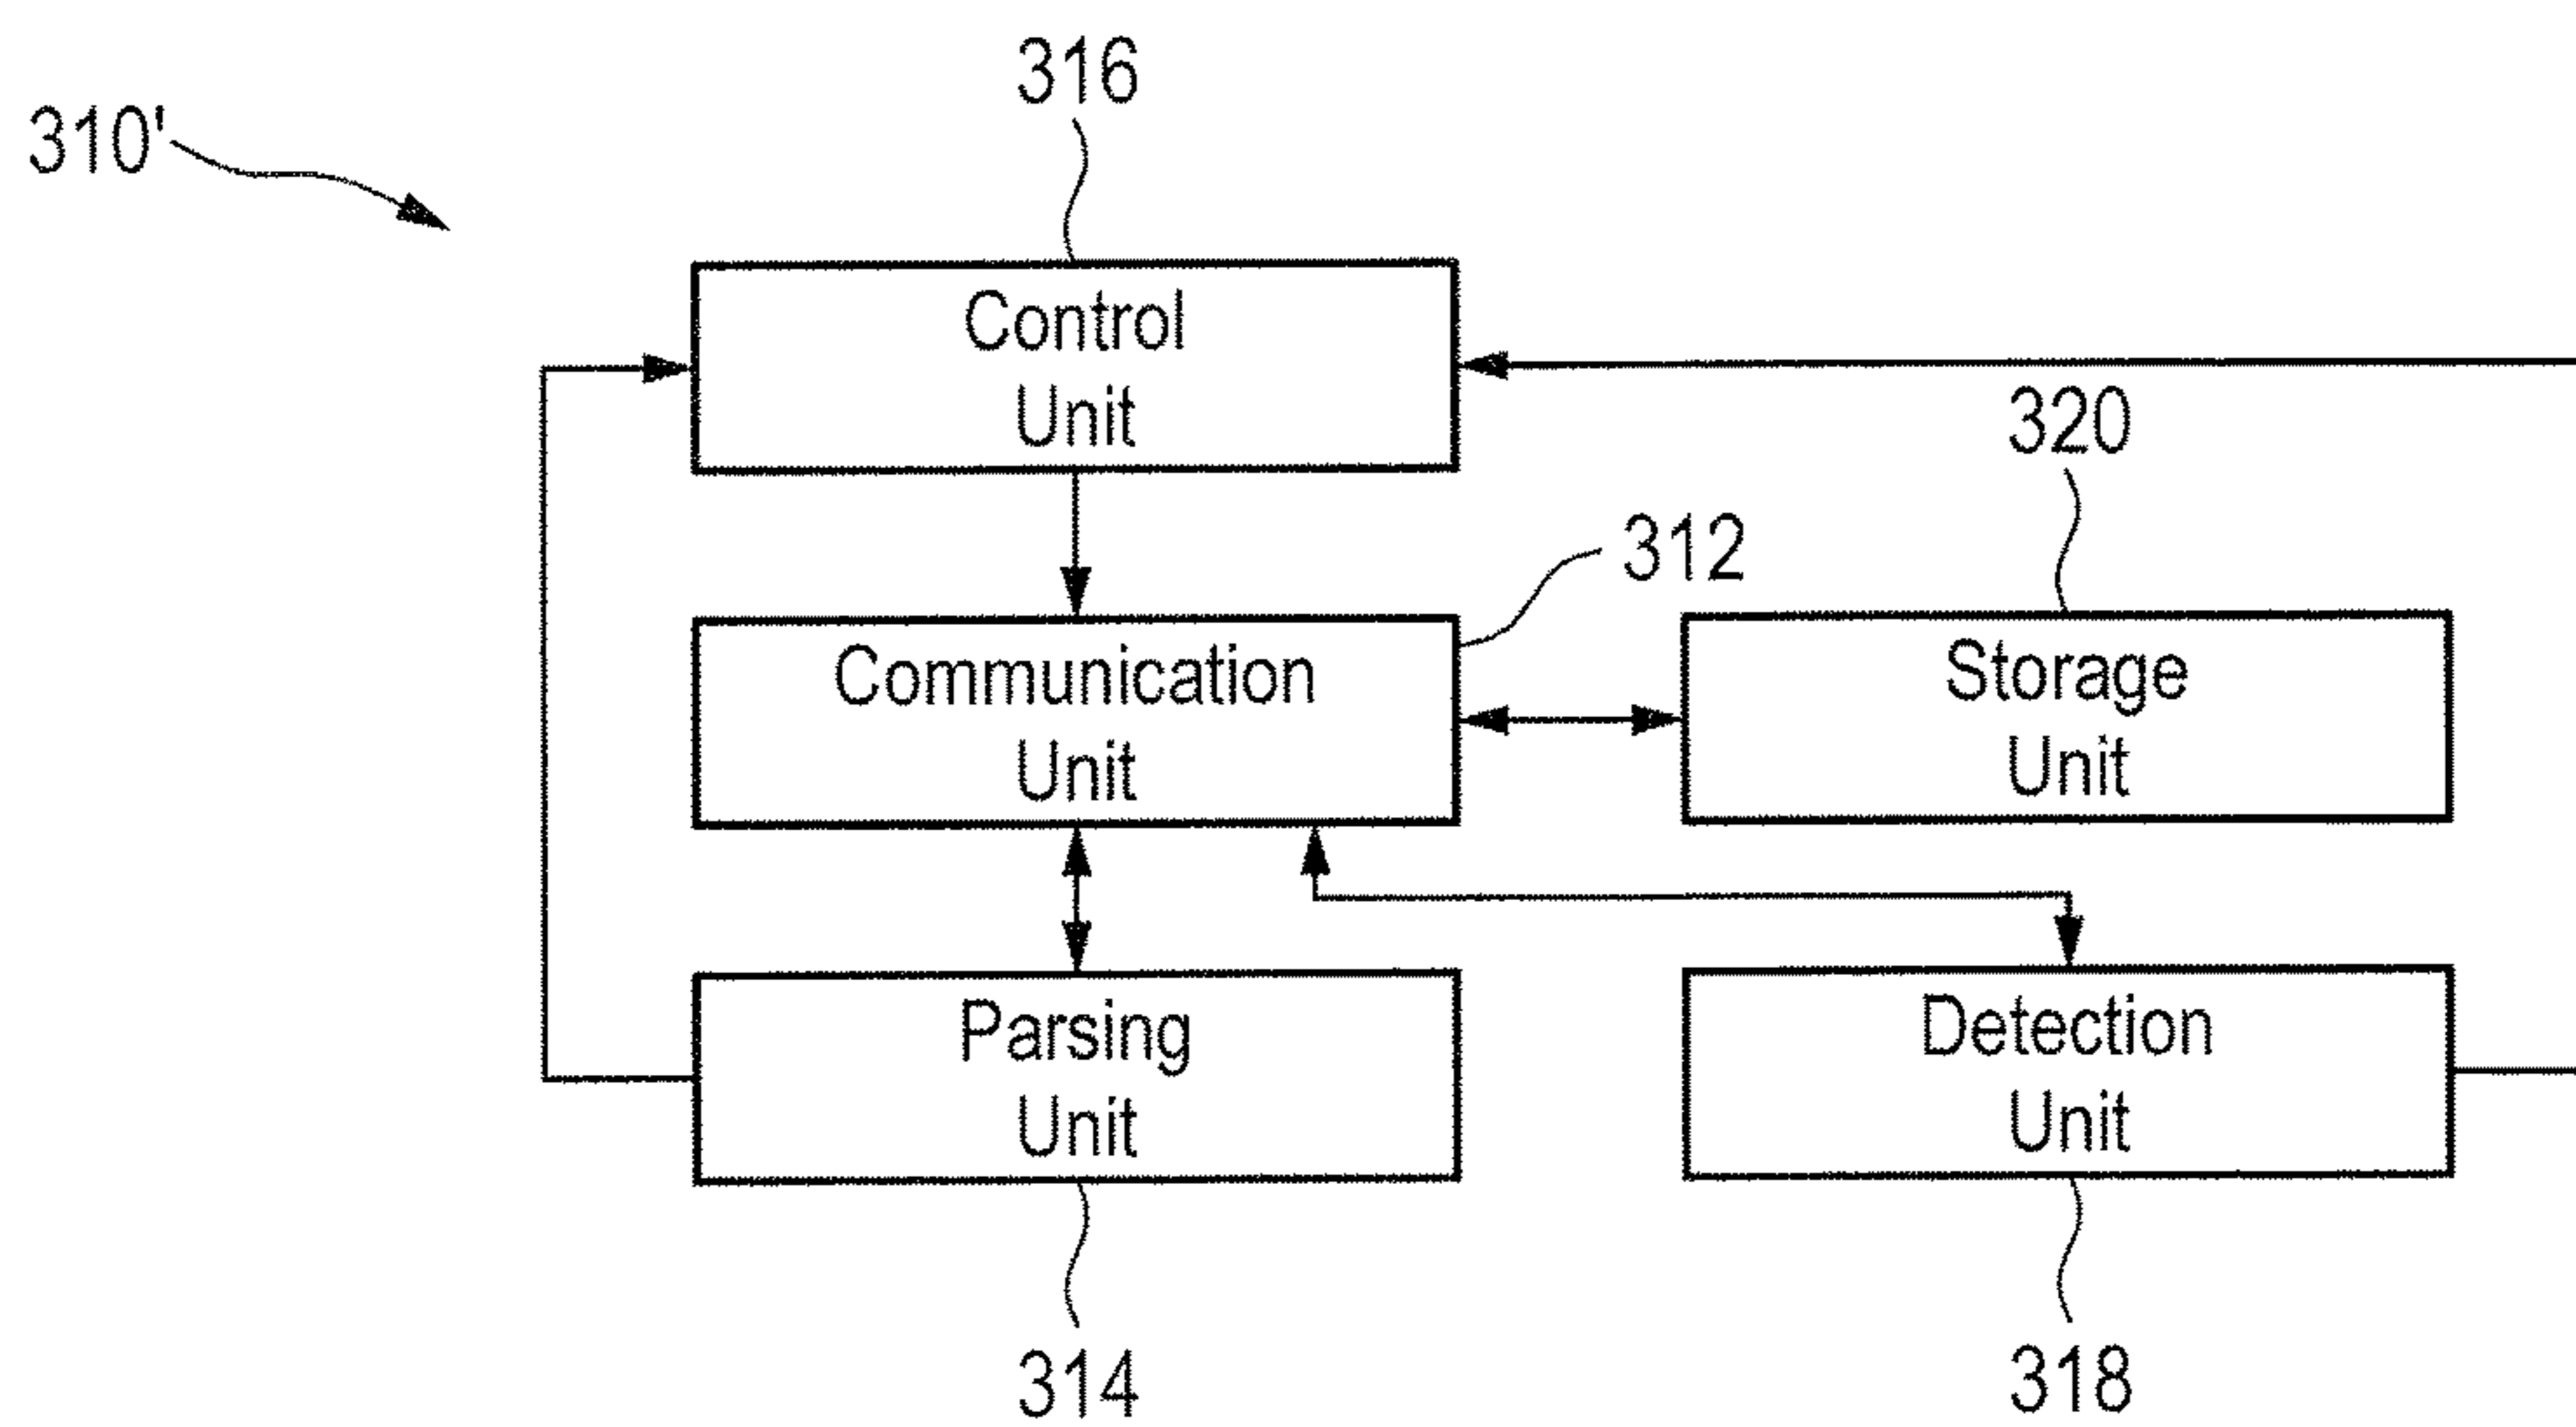 316
310'
Control
Unit
320
312
Communication
Unit
Storage
Unit
Parsing
Unit
Detection
Unit
314
318